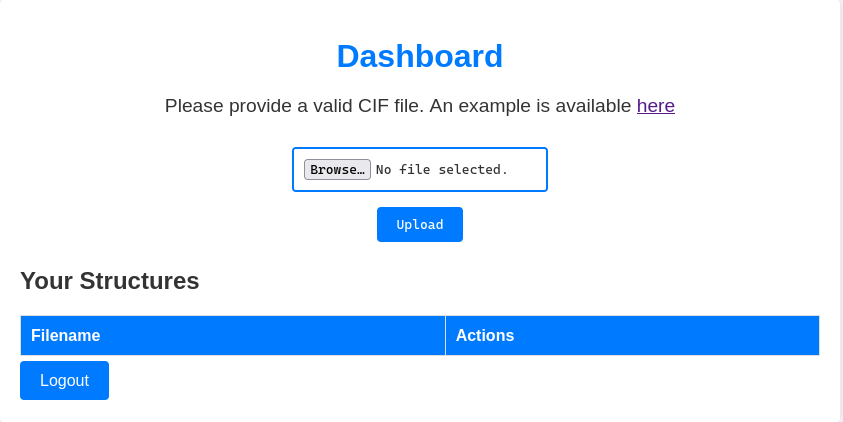 Dashboard
Please provide a valid CIF file. An example is available here
Browse… No file selected.
Upload
Your Structures
Filename Actions
Logout